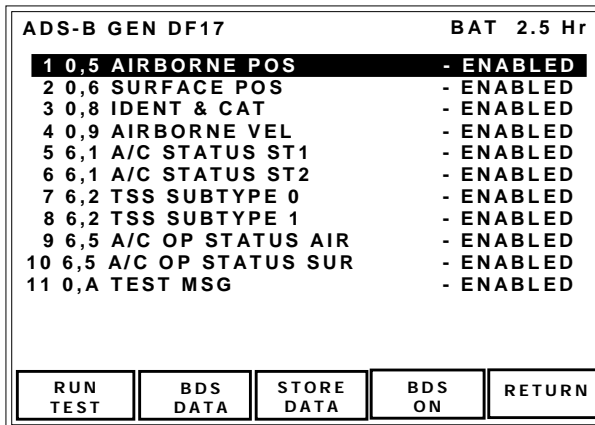 ADS-B GEN DF17 BAT 2.5 Hr
1 0,5 AIRBORNE POS - ENABLED
2 0,6 SURFACE POS - ENABLED
3 0,8 IDENT & CAT - ENABLED
4 0,9 AIRBORNE VEL - ENABLED
5 6,1 A/C STATUS ST1 - ENABLED
6 6,1 A/C STATUS ST2 - ENABLED
7 6,2 TSS SUBTYPE 0 - ENABLED
8 6,2 TSS SUBTYPE 1 - ENABLED
9 6,5 A/C OP STATUS AIR - ENABLED
10 6,5 A/C OP STATUS SUR - ENABLED
11 0,A TEST MSG - ENABLED
RUN
TEST
BDS
DATA
STORE
DATA
BDS
ON
RETURN